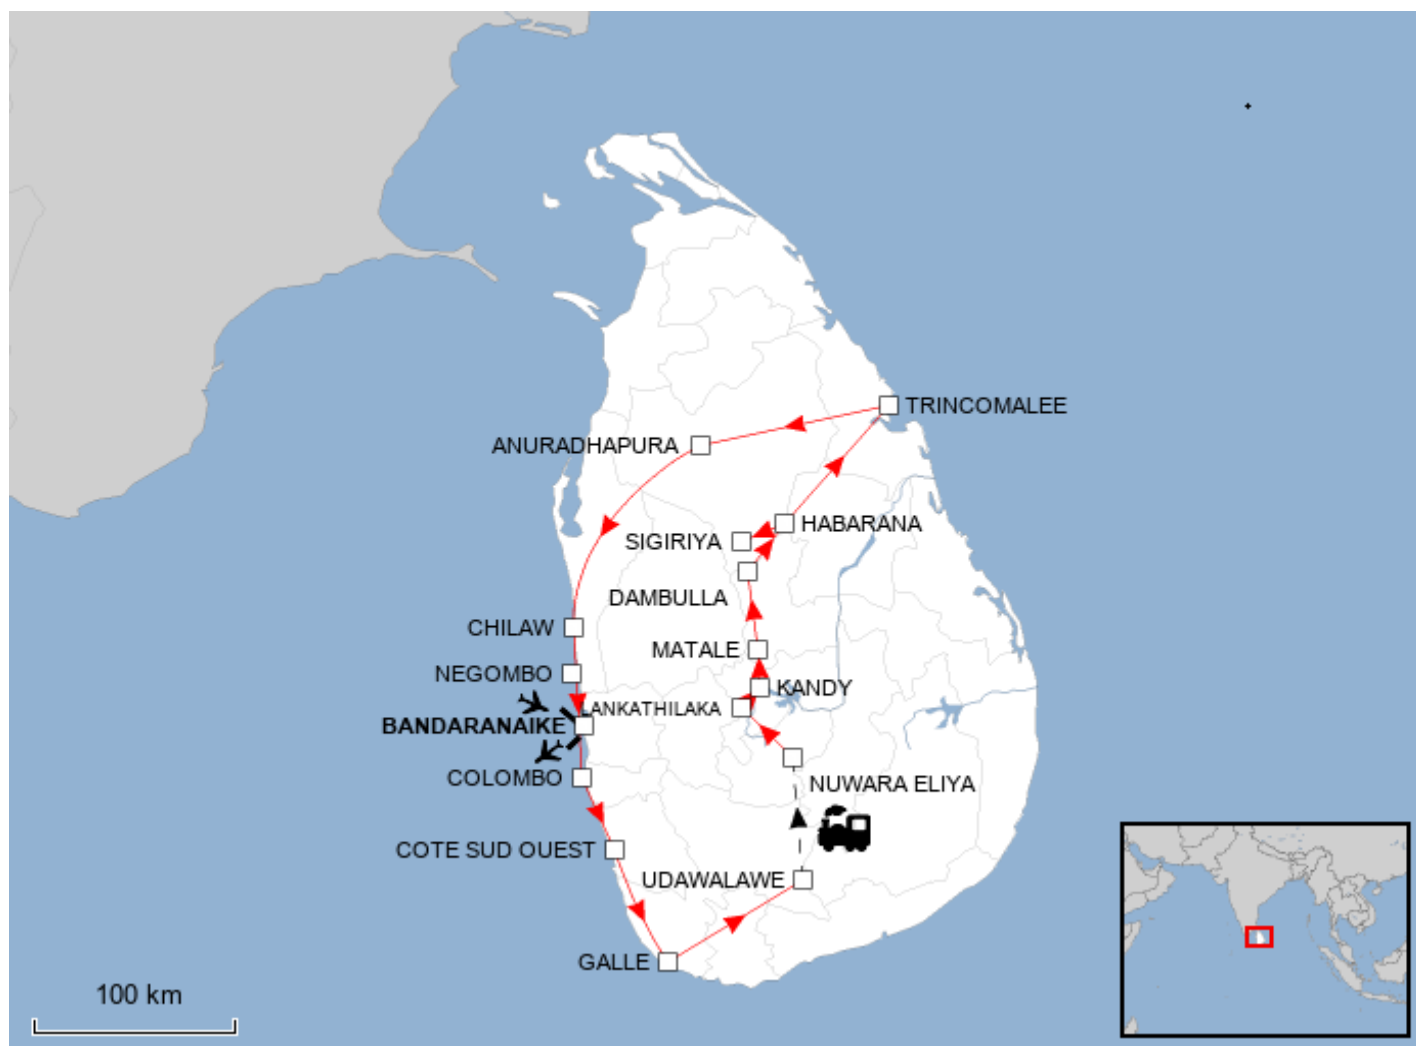 TRINCOMALEE
ANURADHAPURA
HABARANA
SIGIRIYA
DAMBULLA
CHILAW
MATALE
NEGOMBO
KANDY
LANKATHILAKA
BANDARANAIKE
COLOMBO
NUWARA ELIYA
COTE SUD OUEST
UDAWALAWE
GALLE
100 km